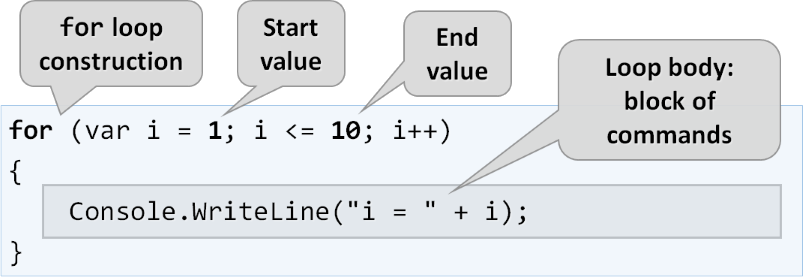 for loop
construction
Start
value
End
value
Loop body:
block of
commands
for (var i = 1; i <= 10; i++)
{
Console.WriteLine("i = " + i);
}